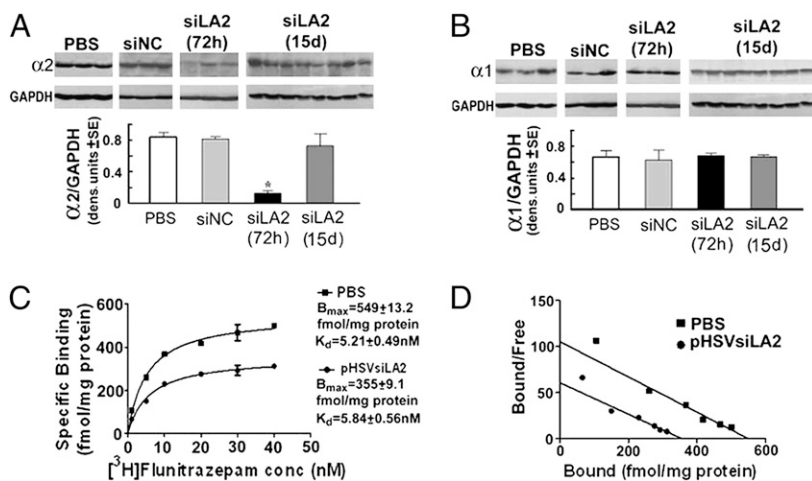 A
PBS
siNC
siLA2
(72h)
siLA2
(15d)
α2
GAPDH
α2/GAPDH
(dens.units ±SE)
0.8
0.4
0
*
PBS
siNC
siLA2
(72h)
siLA2
(15d)
B
PBS
siNC
siLA2
(72h)
siLA2
(15d)
α1
GAPDH
α1/GAPDH
(dens.units ±SE)
0.8
0.4
0
PBS
siNC
siLA2
(72h)
siLA2
(15d)
C
Specific Binding
(fmol/mg protein)
600
400
200
0
0
10
20
30
40
50
[³H]Flunitrazepam conc (nM)
PBS
Bmax=549±13.2
fmol/mg protein
Kd=5.21±0.49nM
pHSVsiLA2
Bmax=355±9.1
fmol/mg protein
Kd=5.84±0.56nM
D
Bound/Free
150
100
50
0
0
200
400
600
Bound (fmol/mg protein)
PBS
pHSVsiLA2